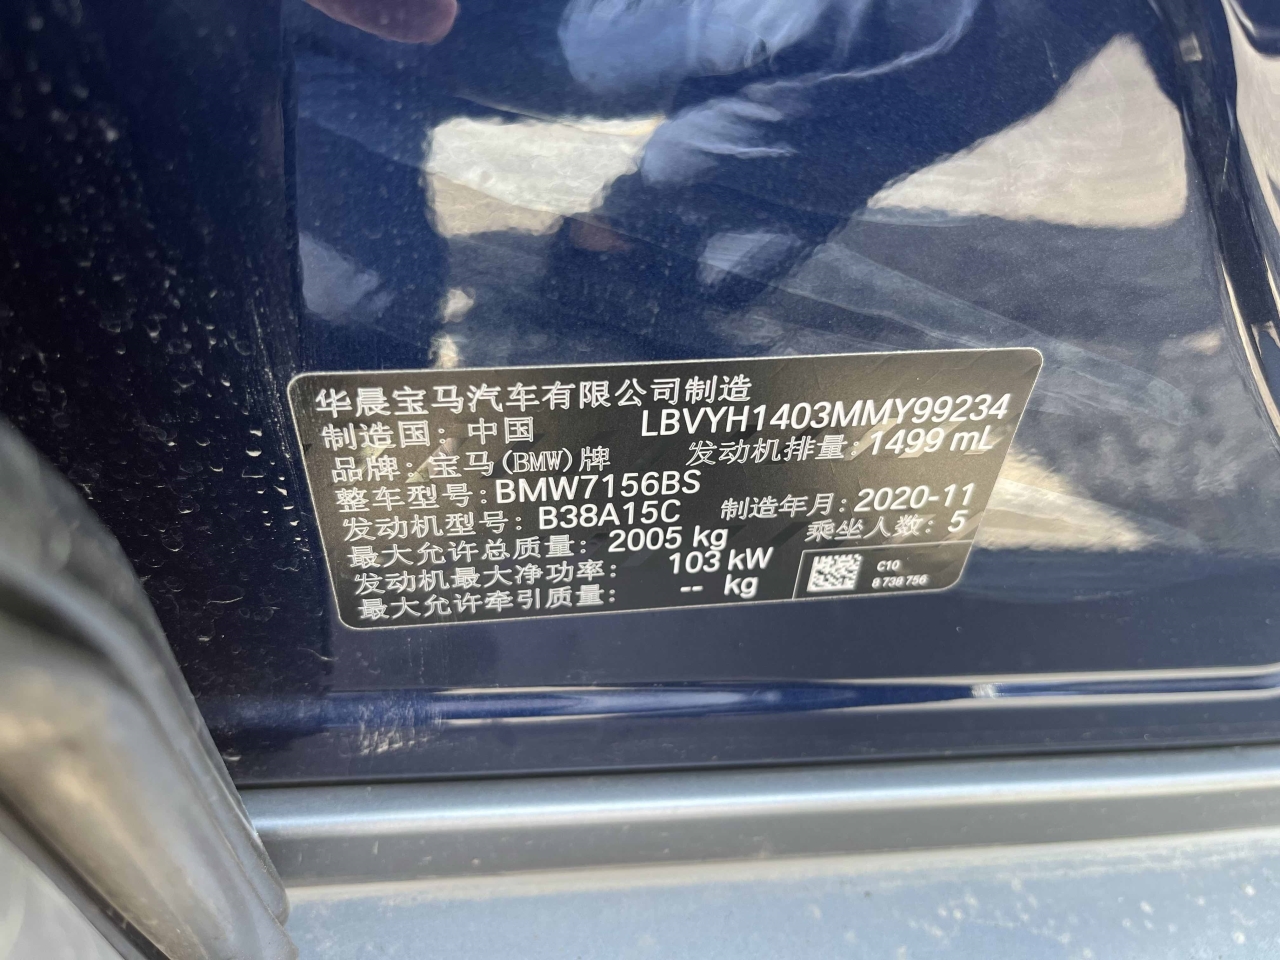 华晨宝马汽车有限公司制造
制造国：中国 LBVYH1403MMY99234
品牌：宝马(BMW)牌 发动机排量：1499 mL
整车型号：BMW7156BS
发动机型号：B38A15C 制造年月：2020-11
最大允许总质量：2005 kg 乘坐人数：5
发动机最大净功率：103 kW
最大允许牵引质量：-- kg
C10
8 738 756